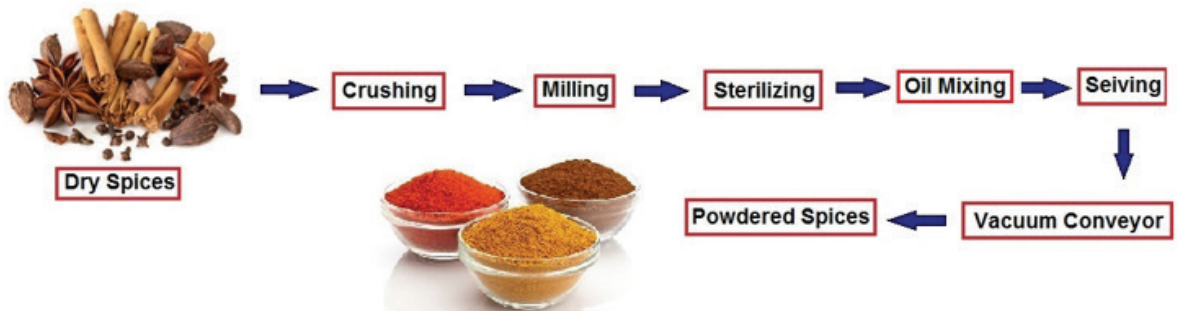 Dry Spices
Crushing
Milling
Sterilizing
Oil Mixing
Seiving
Vacuum Conveyor
Powdered Spices